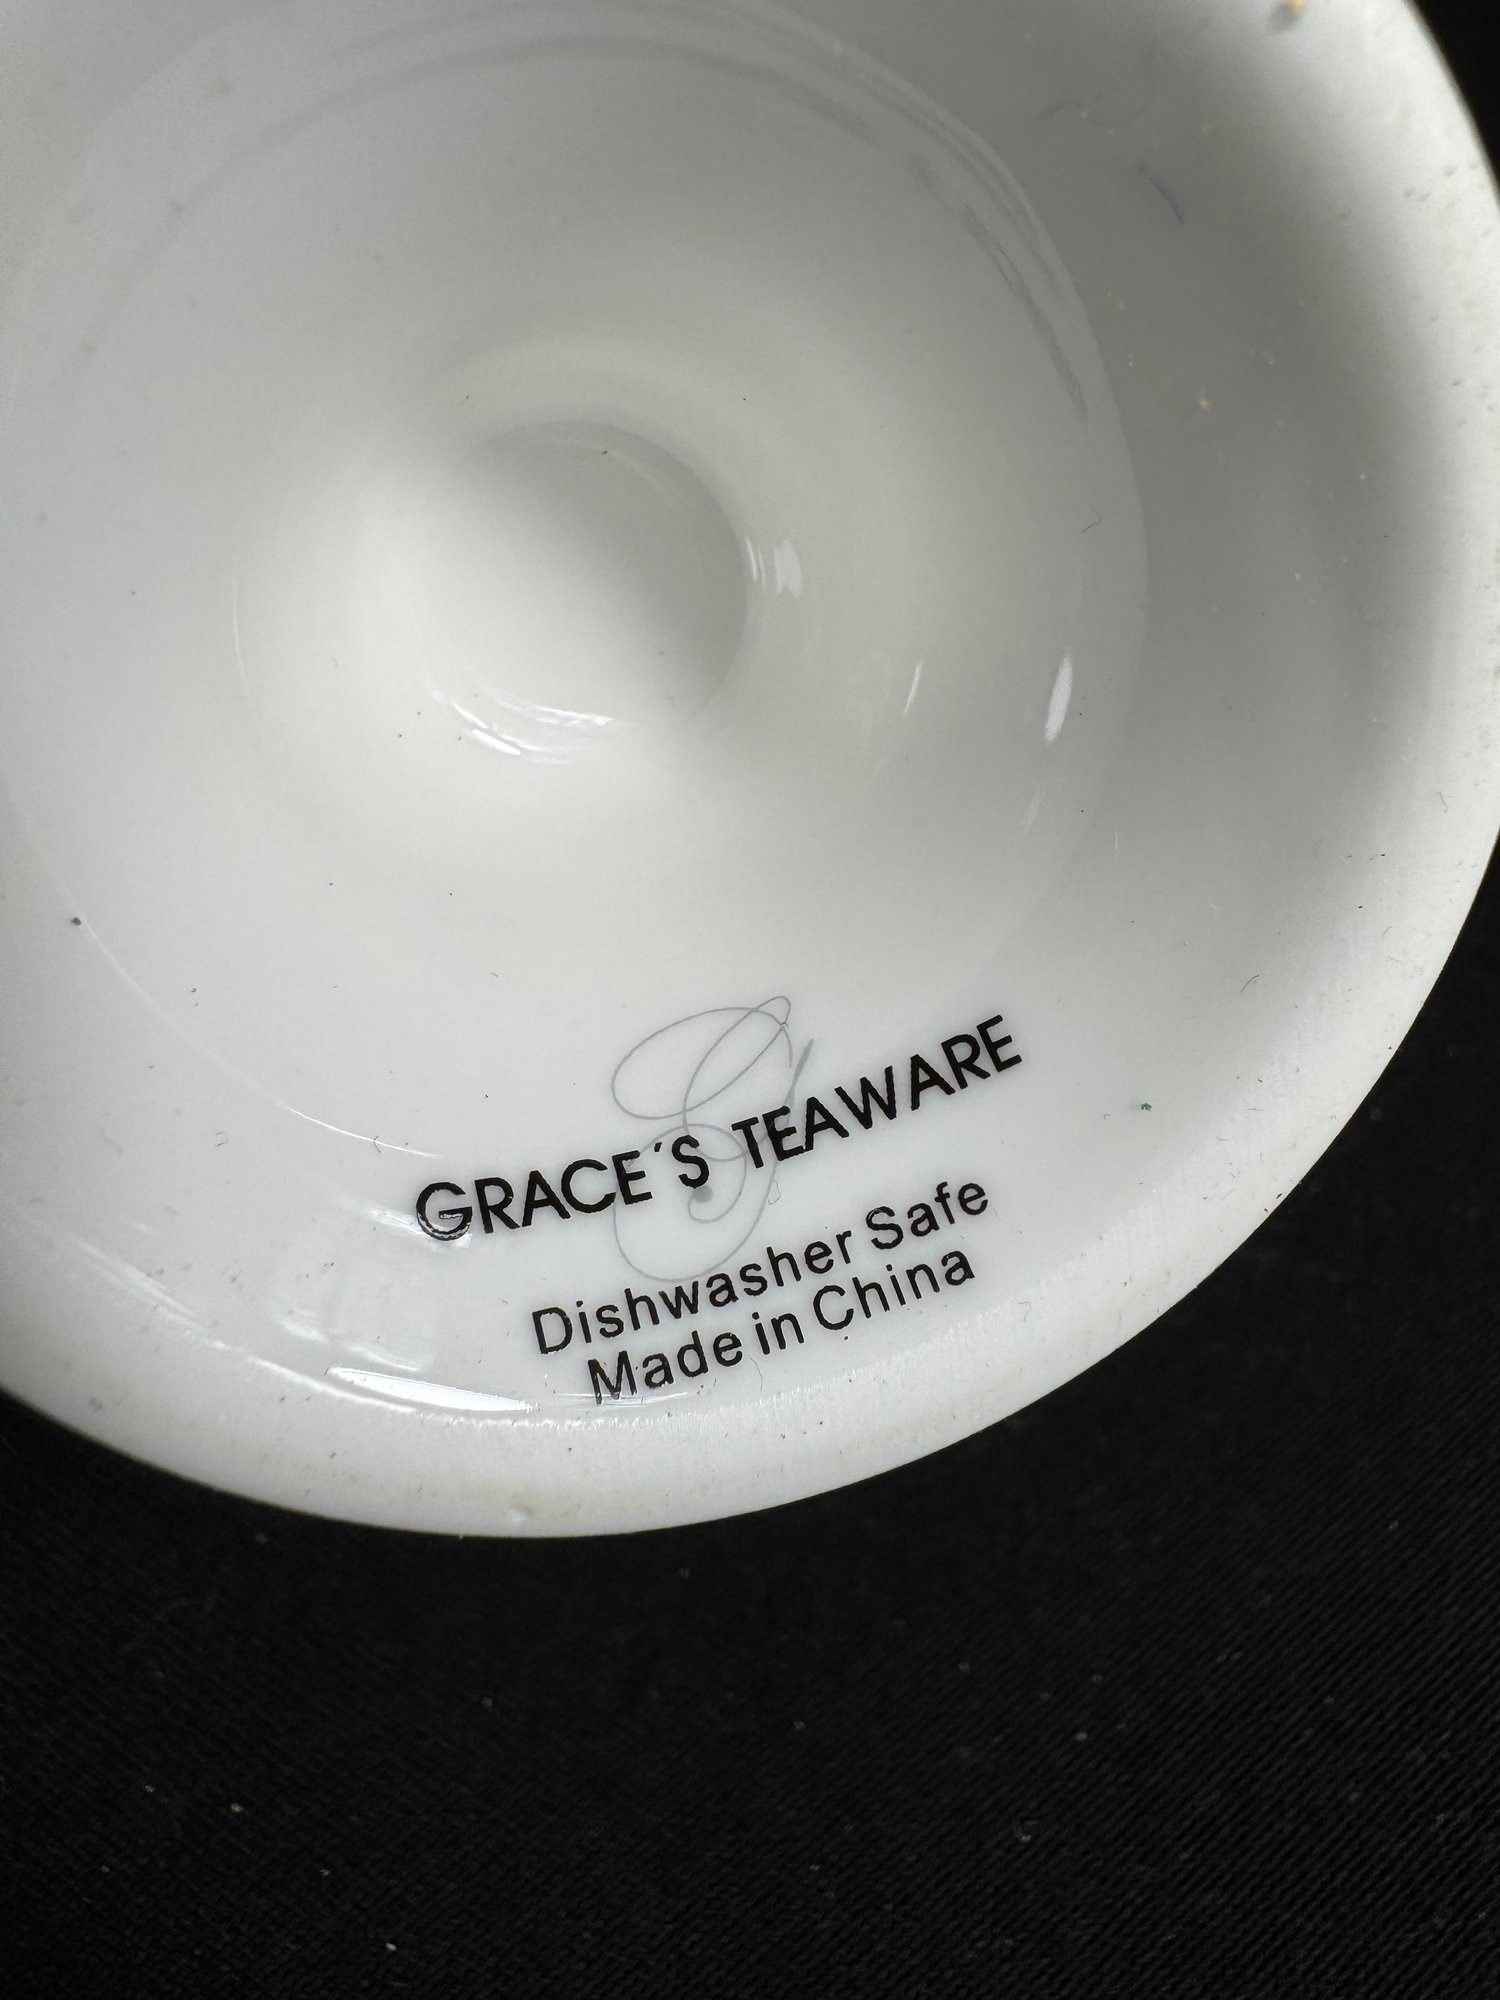 G
GRACE´S TEAWARE
Dishwasher Safe
Made in China